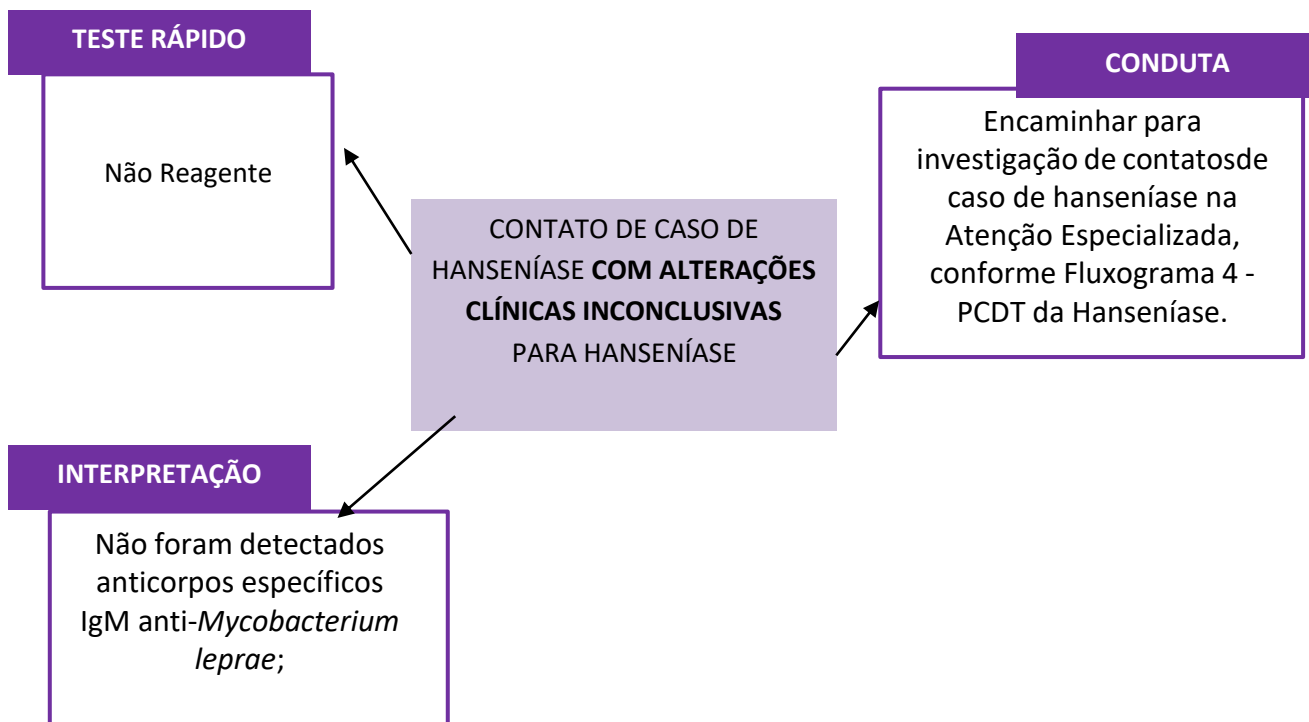 TESTE RÁPIDO
Não Reagente
CONTATO DE CASO DE
HANSENÍASE COM ALTERAÇÕES
CLÍNICAS INCONCLUSIVAS
PARA HANSENÍASE
CONDUTA
Encaminhar para
investigação de contatosde
caso de hanseníase na
Atenção Especializada,
conforme Fluxograma 4 -
PCDT da Hanseníase.
INTERPRETAÇÃO
Não foram detectados
anticorpos específicos
IgM anti-Mycobacterium
leprae;